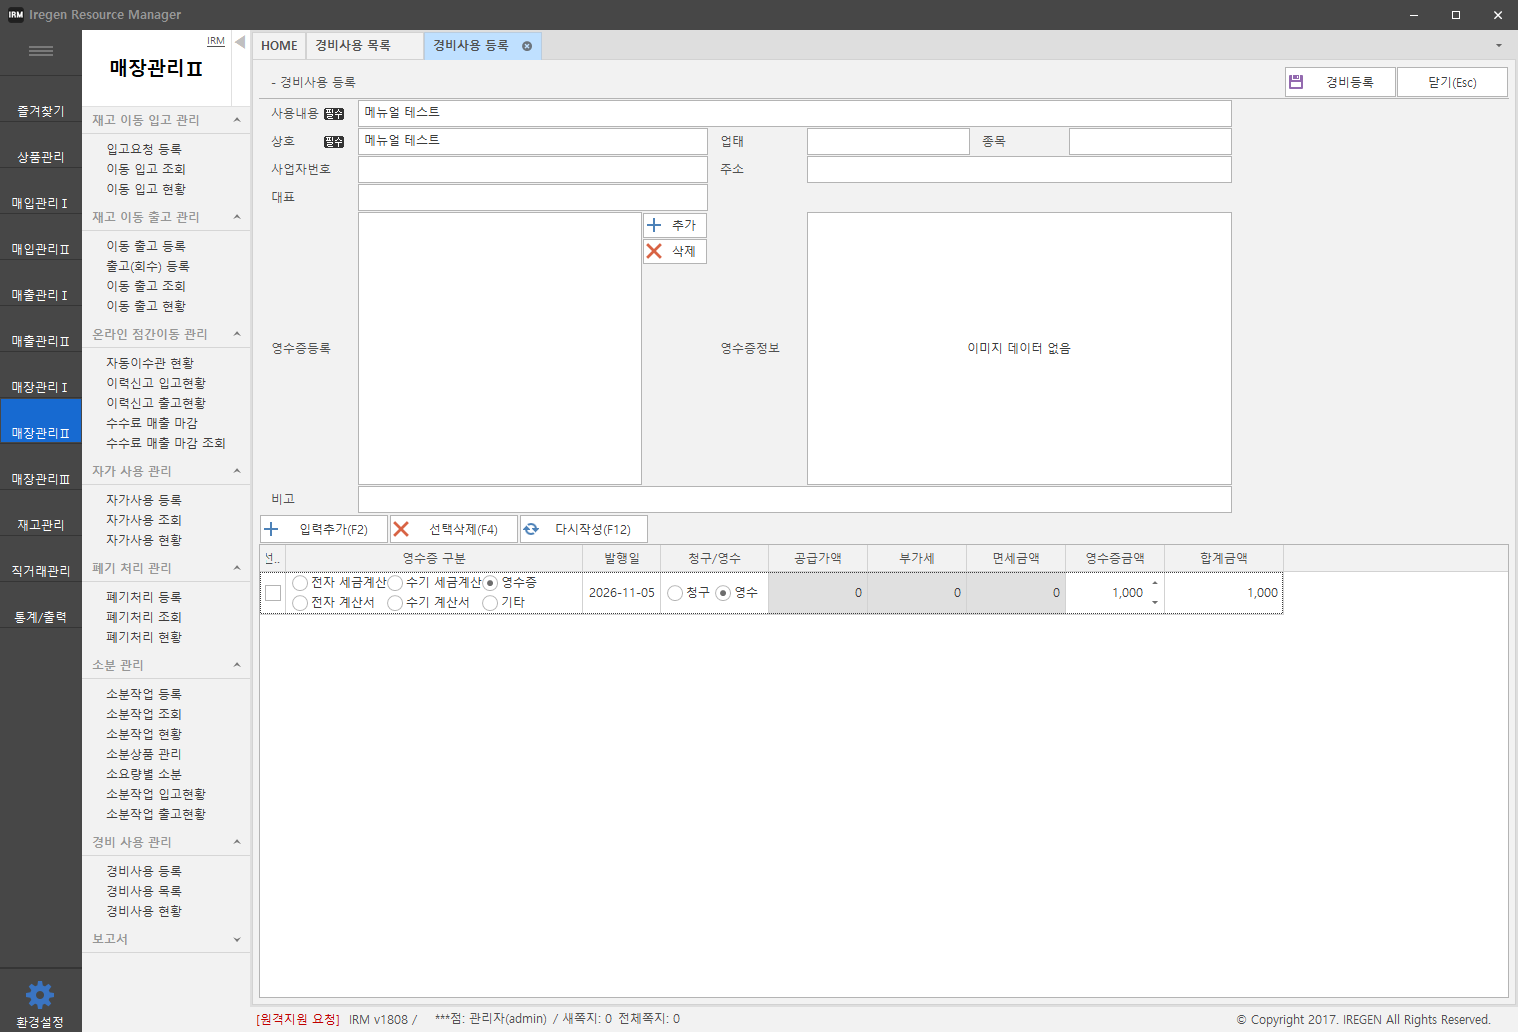 IRM Iregen Resource Manager
즐겨찾기
상품관리
매입관리Ⅰ
매입관리Ⅱ
매출관리Ⅰ
매출관리Ⅱ
매장관리Ⅰ
매장관리Ⅱ
매장관리Ⅲ
재고관리
직거래관리
통계/출력
환경설정
IRM
매장관리Ⅱ
재고 이동 입고 관리
입고요청 등록
이동 입고 조회
이동 입고 현황
재고 이동 출고 관리
이동 출고 등록
출고(회수) 등록
이동 출고 조회
이동 출고 현황
온라인 점간이동 관리
자동이수관 현황
이력신고 입고현황
이력신고 출고현황
수수료 매출 마감
수수료 매출 마감 조회
자가 사용 관리
자가사용 등록
자가사용 조회
자가사용 현황
폐기 처리 관리
폐기처리 등록
폐기처리 조회
폐기처리 현황
소분 관리
소분작업 등록
소분작업 조회
소분작업 현황
소분상품 관리
소요량별 소분
소분작업 입고현황
소분작업 출고현황
경비 사용 관리
경비사용 등록
경비사용 목록
경비사용 현황
보고서
HOME 경비사용 목록 경비사용 등록
- 경비사용 등록 경비등록 닫기(Esc)
사용내용 필수 메뉴얼 테스트
상호 필수 메뉴얼 테스트 업태 종목
사업자번호 주소
대표
추가
삭제
영수증등록 영수증정보 이미지 데이터 없음
비고
입력추가(F2) 선택삭제(F4) 다시작성(F12)
선.. 영수증 구분 발행일 청구/영수 공급가액 부가세 면세금액 영수증금액 합계금액
전자 세금계산 수기 세금계산 영수증
2026-11-05 청구 영수 0 0 0 1,000 1,000
전자 계산서 수기 계산서 기타
[원격지원 요청] IRM v1808 / ***점: 관리자(admin) / 새쪽지: 0 전체쪽지: 0 © Copyright 2017. IREGEN All Rights Reserved.